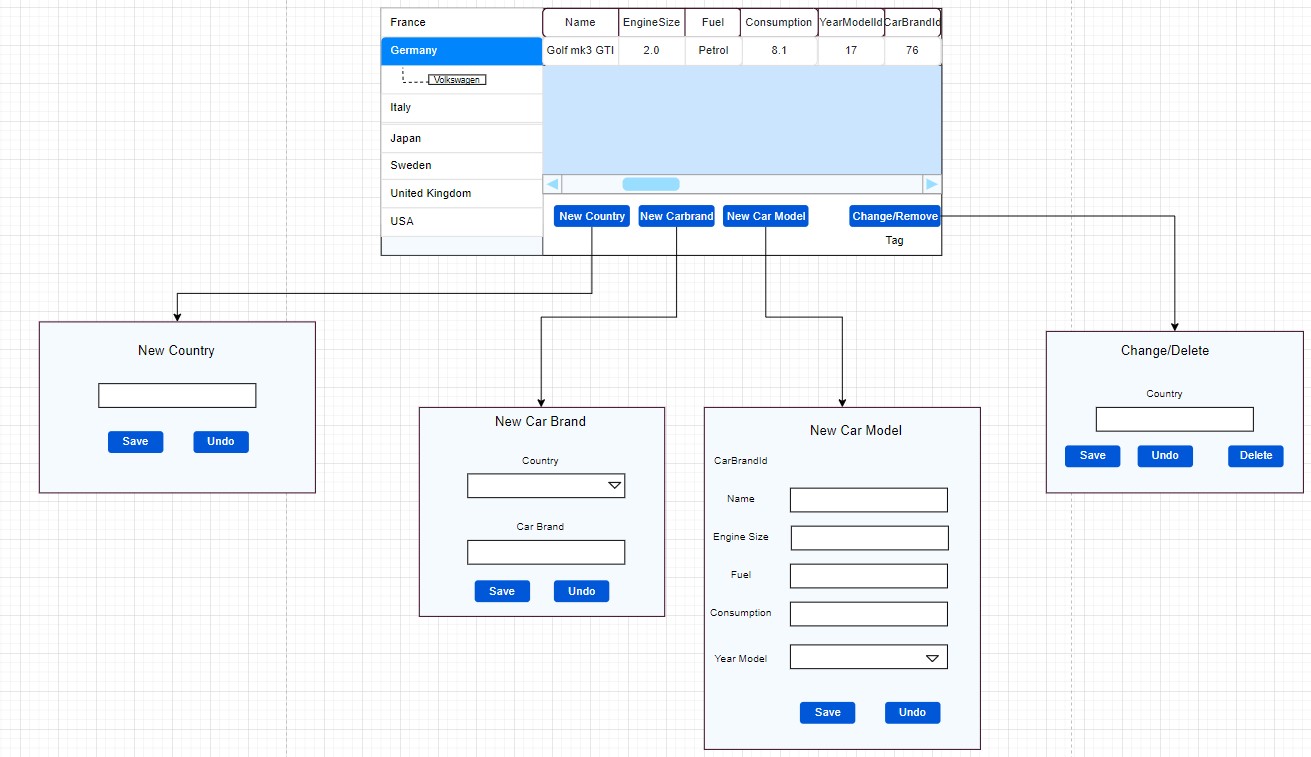 France
Name EngineSize Fuel Consumption YearModelId CarBrandId
Germany
Golf mk3 GTI 2.0 Petrol 8.1 17 76
Volkswagen
Italy
Japan
Sweden
United Kingdom
USA
New Country New Carbrand New Car Model Change/Remove
Tag
New Country
Save Undo
New Car Brand
Country
Car Brand
Save Undo
New Car Model
CarBrandId
Name
Engine Size
Fuel
Consumption
Year Model
Save Undo
Change/Delete
Country
Save Undo Delete